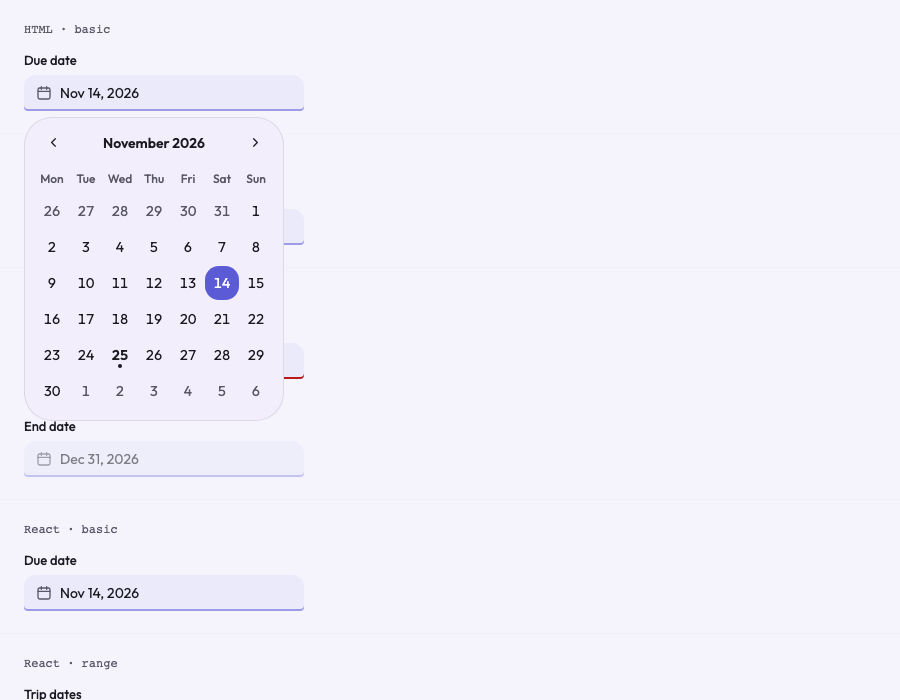 HTML · basic
Due date
Nov 14, 2026
November 2026
Mon Tue Wed Thu Fri Sat Sun
26 27 28 29 30 31 1
2 3 4 5 6 7 8
9 10 11 12 13 14 15
16 17 18 19 20 21 22
23 24 25 26 27 28 29
30 1 2 3 4 5 6
End date
Dec 31, 2026
React · basic
Due date
Nov 14, 2026
React · range
Trip dates